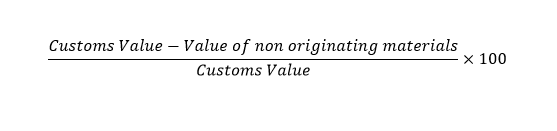 Customs Value − Value of non originating materials
× 100
Customs Value